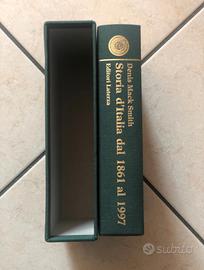 Denis Mack Smith
Storia d'Italia dal 1861 al 1997
Editori Laterza
subito